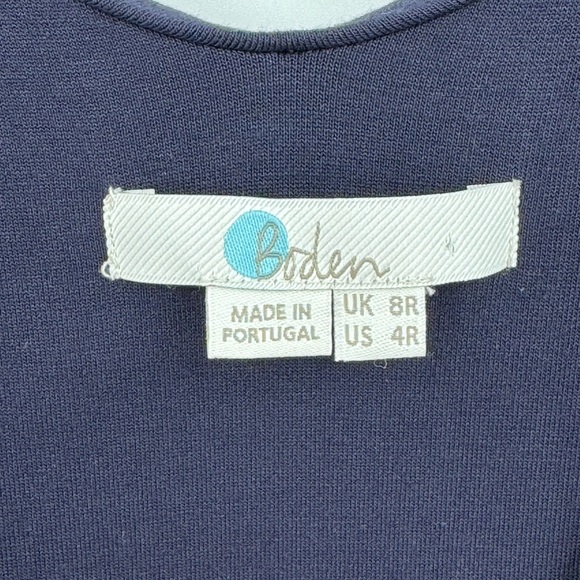 Boden
MADE IN
PORTUGAL
UK 8R
US 4R